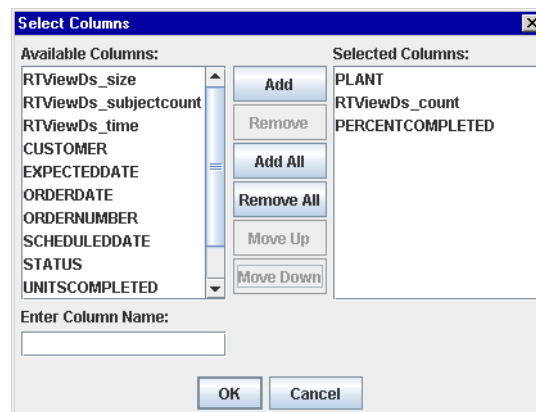 Select Columns
Available Columns:
RTViewDs_size
RTViewDs_subjectcount
RTViewDs_time
CUSTOMER
EXPECTEDDATE
ORDERDATE
ORDERNUMBER
SCHEDULEDDATE
STATUS
UNITSCOMPLETED
Add
Remove
Add All
Remove All
Move Up
Move Down
Selected Columns:
PLANT
RTViewDs_count
PERCENTCOMPLETED
Enter Column Name:
OK
Cancel